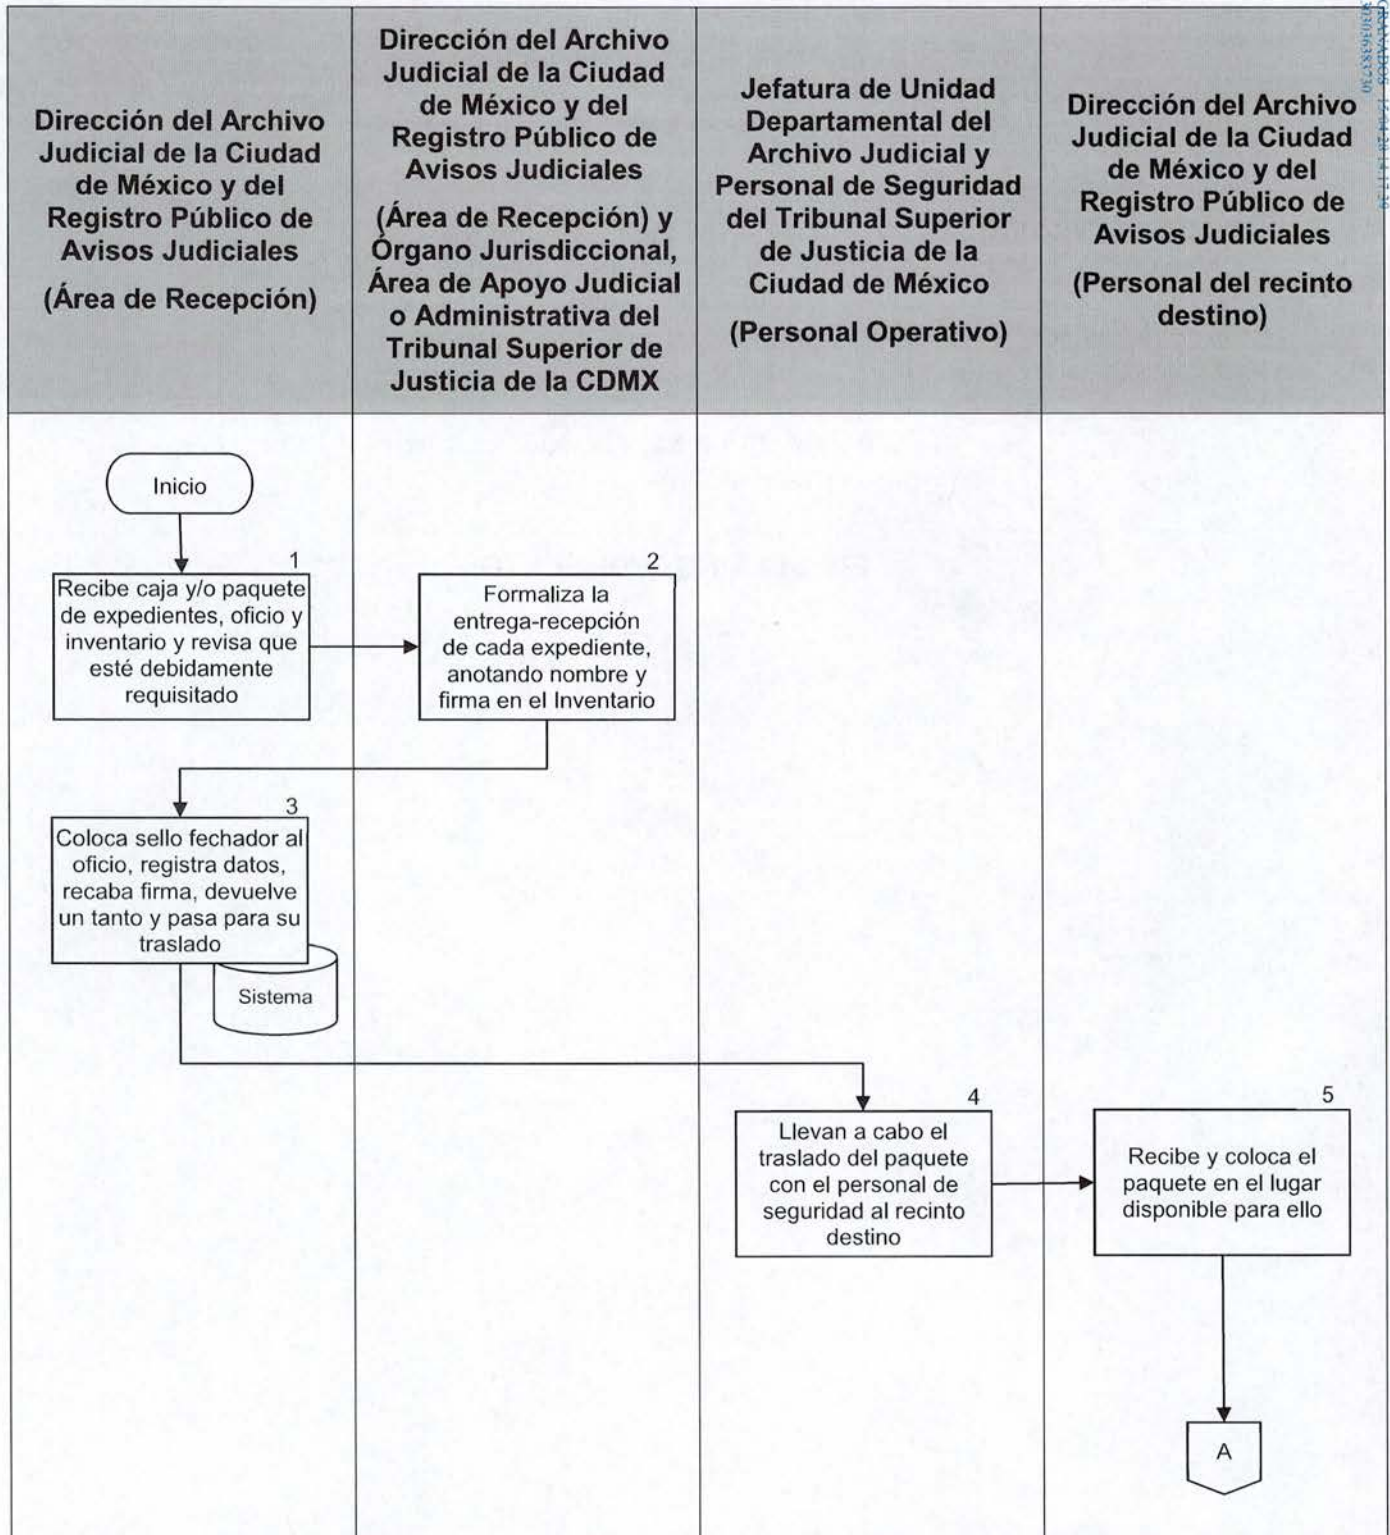 Dirección del Archivo
Judicial de la Ciudad
de México y del
Registro Público de
Avisos Judiciales
(Área de Recepción)
Dirección del Archivo
Judicial de la Ciudad
de México y del
Registro Público de
Avisos Judiciales
(Área de Recepción) y
Órgano Jurisdiccional,
Área de Apoyo Judicial
o Administrativa del
Tribunal Superior de
Justicia de la CDMX
Jefatura de Unidad
Departamental del
Archivo Judicial y
Personal de Seguridad
del Tribunal Superior
de Justicia de la
Ciudad de México
(Personal Operativo)
Dirección del Archivo
Judicial de la Ciudad
de México y del
Registro Público de
Avisos Judiciales
(Personal del recinto
destino)
Inicio
1
Recibe caja y/o paquete
de expedientes, oficio y
inventario y revisa que
esté debidamente
requisitado
2
Formaliza la
entrega-recepción
de cada expediente,
anotando nombre y
firma en el Inventario
3
Coloca sello fechador al
oficio, registra datos,
recaba firma, devuelve
un tanto y pasa para su
traslado
Sistema
4
Llevan a cabo el
traslado del paquete
con el personal de
seguridad al recinto
destino
5
Recibe y coloca el
paquete en el lugar
disponible para ello
A